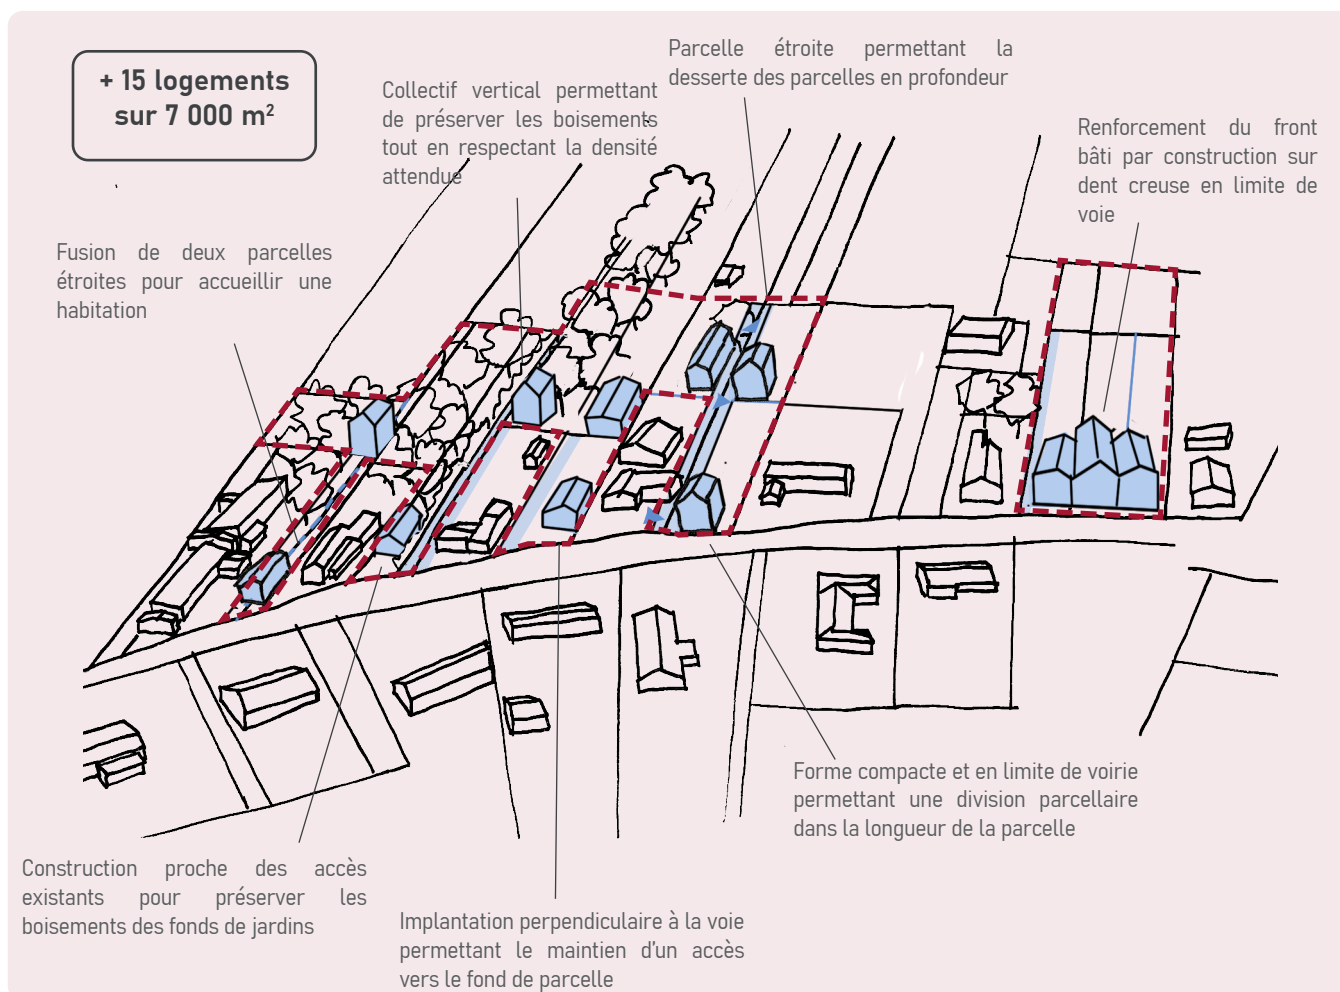 + 15 logements
sur 7 000 m²
Collectif vertical permettant
de préserver les boisements
tout en respectant la densité
attendue
Parcelle étroite permettant la
desserte des parcelles en profondeur
Renforcement du front
bâti par construction sur
dent creuse en limite de
voie
Fusion de deux parcelles
étroites pour accueillir une
habitation
Forme compacte et en limite de voirie
permettant une division parcellaire
dans la longueur de la parcelle
Construction proche des accès
existants pour préserver les
boisements des fonds de jardins
Implantation perpendiculaire à la voie
permettant le maintien d'un accès
vers le fond de parcelle